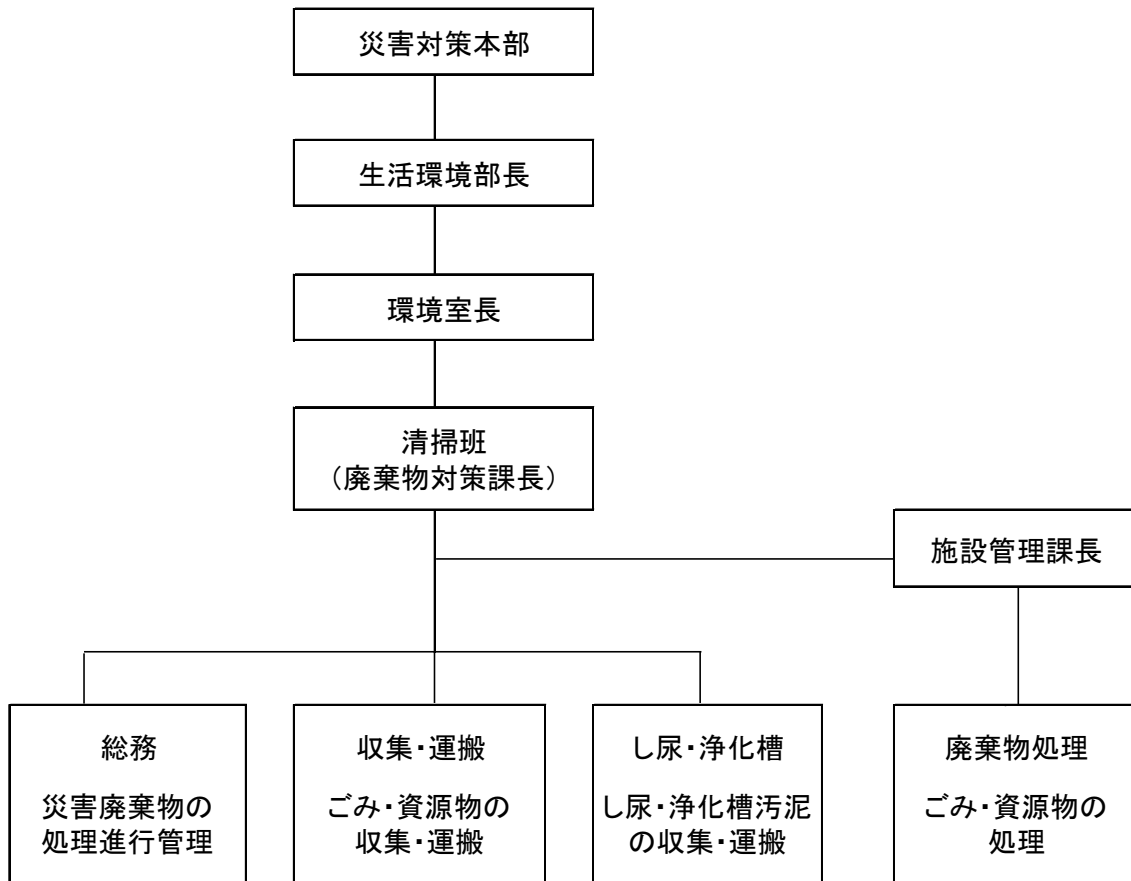 災害対策本部
生活環境部長
環境室長
清掃班
（廃棄物対策課長）
施設管理課長
総務
災害廃棄物の
処理進行管理
収集・運搬
ごみ・資源物の
収集・運搬
し尿・浄化槽
し尿・浄化槽汚泥
の収集・運搬
廃棄物処理
ごみ・資源物の
処理